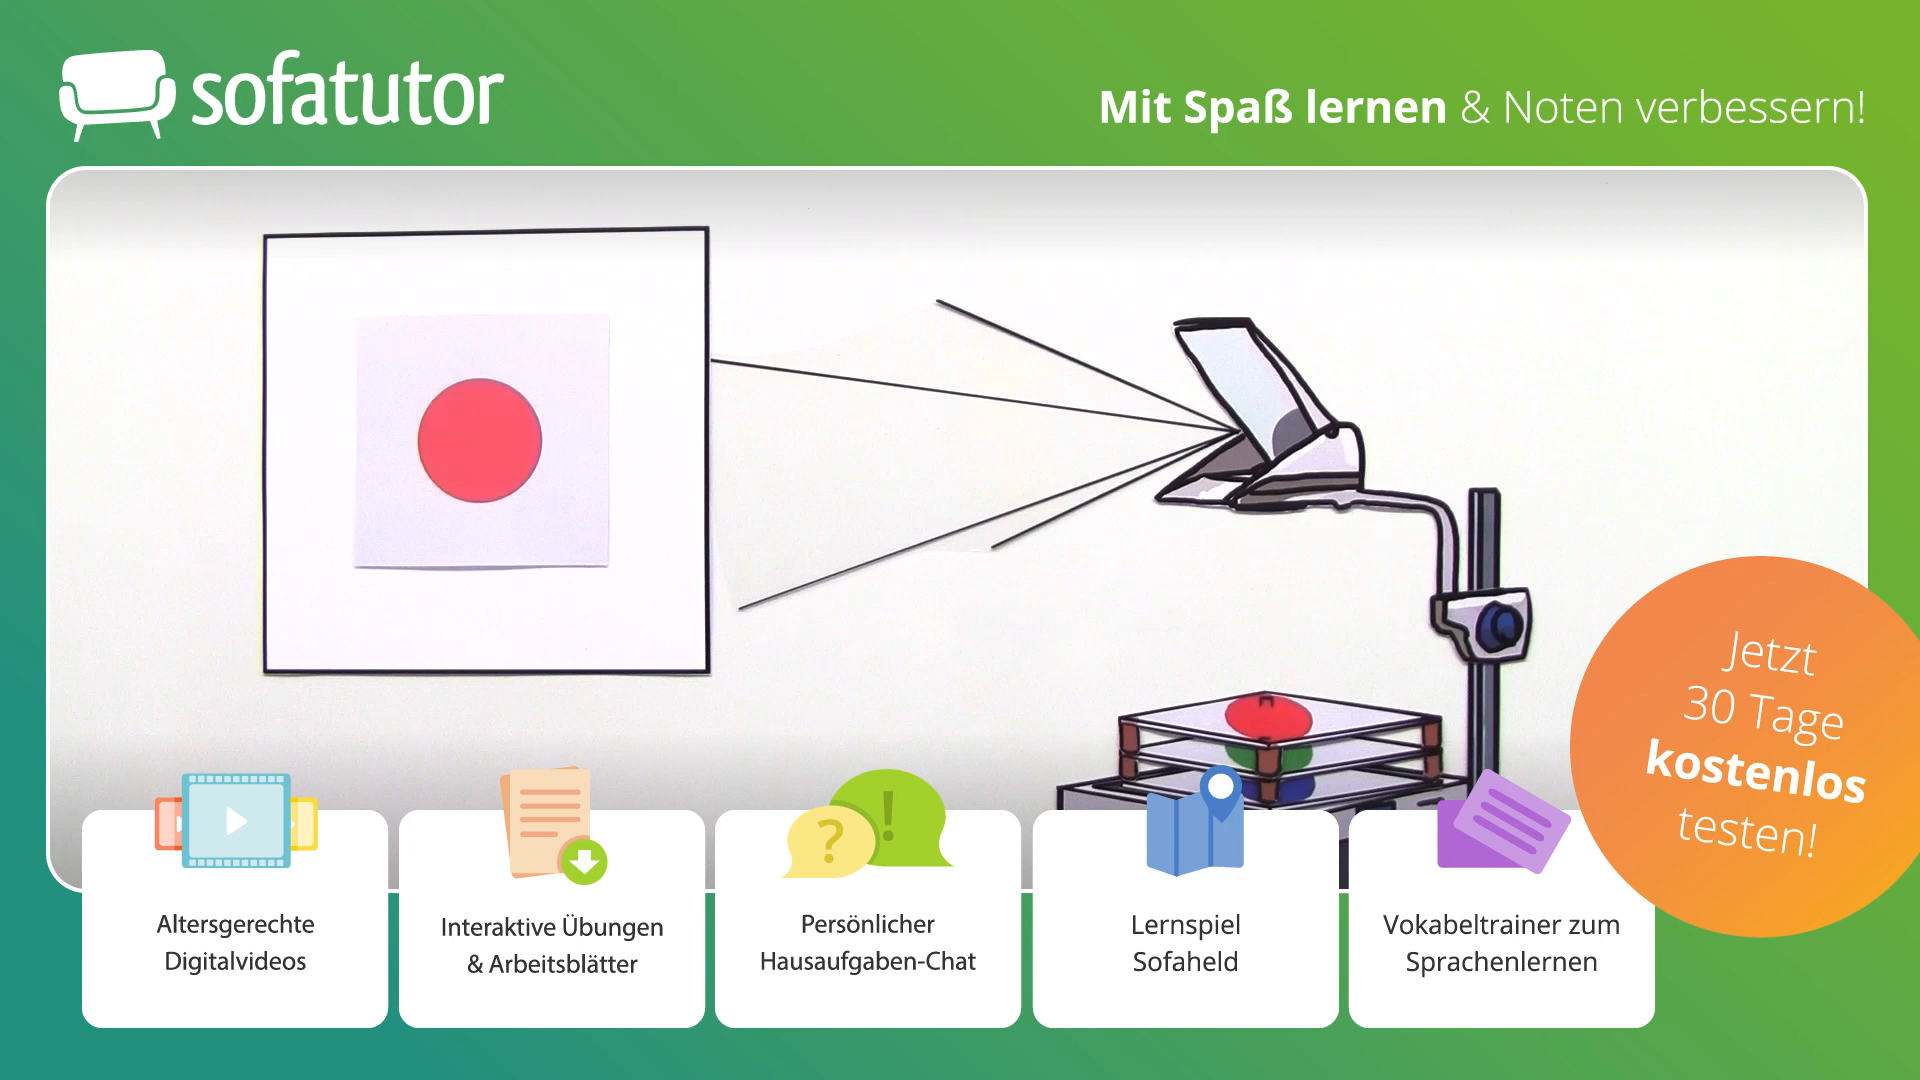 sofatutor
Mit Spaß lernen & Noten verbessern!
Jetzt
30 Tage
kostenlos
testen!
?
!
Altersgerechte
Digitalvideos
Interaktive Übungen
& Arbeitsblätter
Persönlicher
Hausaufgaben-Chat
Lernspiel
Sofaheld
Vokabeltrainer zum
Sprachenlernen